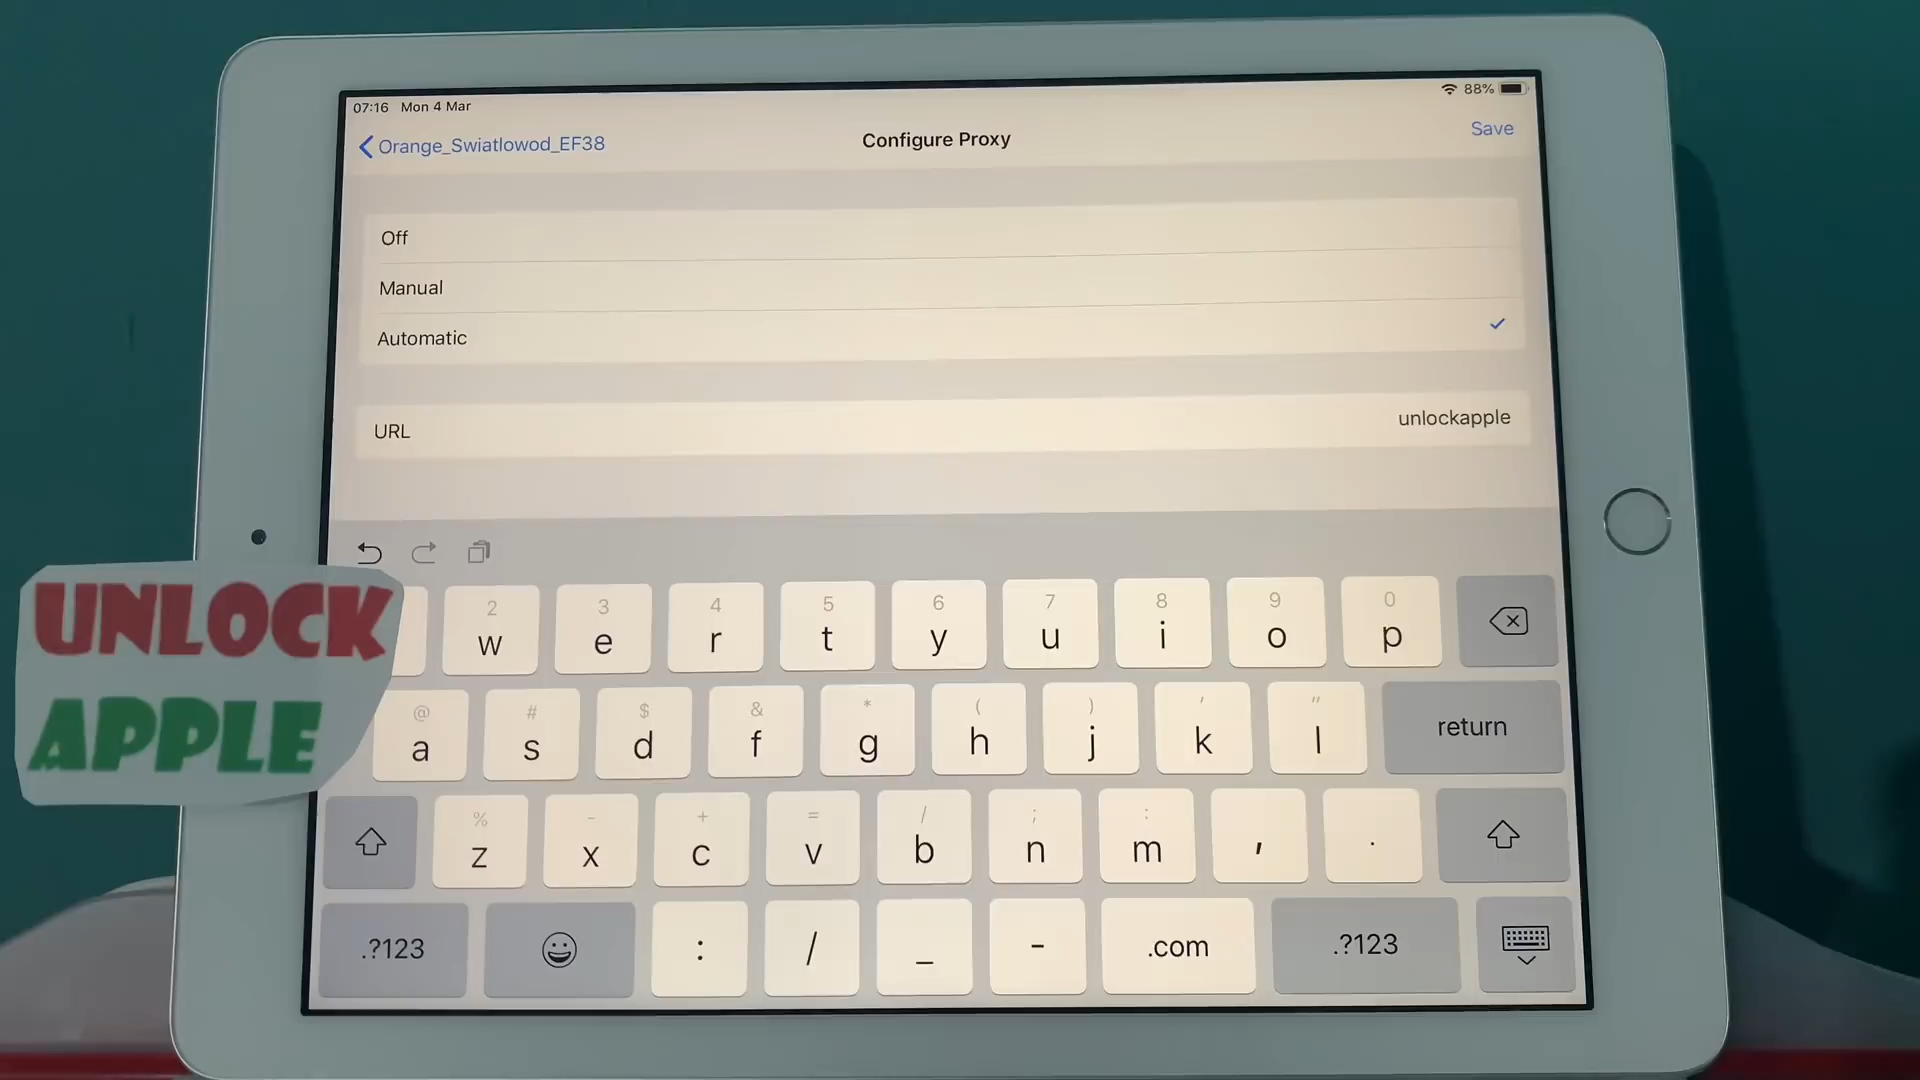 07:16 Mon 4 Mar
88%
Orange_Swiatlowod_EF38
Configure Proxy
Save
Off
Manual
Automatic
URL
unlockapple
UNLOCK
APPLE
2 3 4 5 6 7 8 9 0
w e r t y u i o p
@ # $ & * ( ) ' "
a s d f g h j k l return
% - + = / ; :
z x c v b n m , .
.?123 : / _ - .com .?123